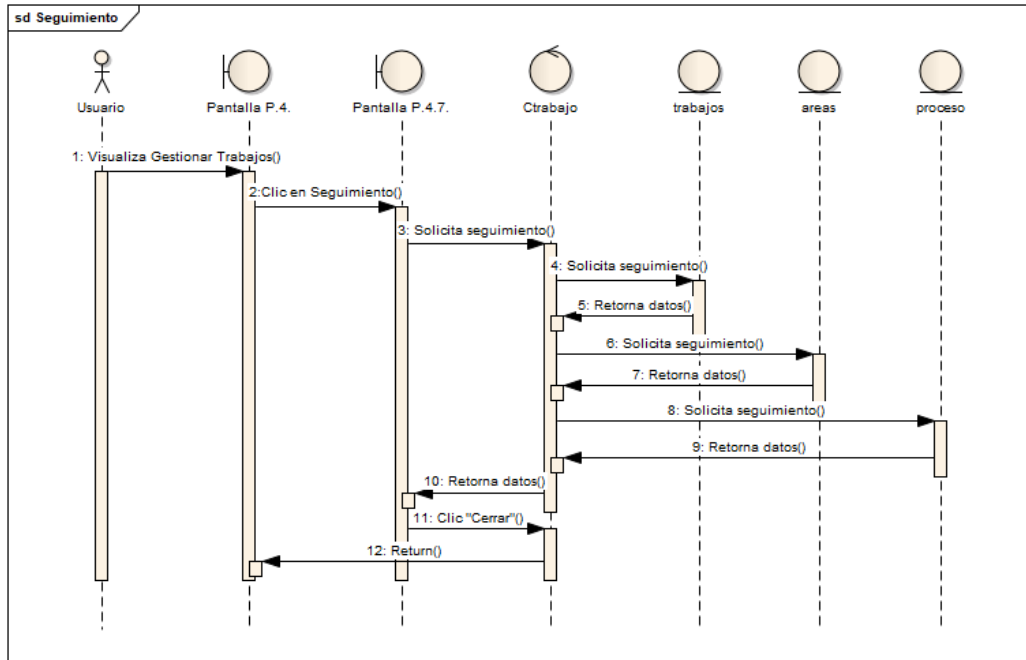 sd Seguimiento
Usuario
Pantalla P.4.
Pantalla P.4.7.
Ctrabajo
trabajos
areas
proceso
1: Visualiza Gestionar Trabajos()
2:Clic en Seguimiento()
3: Solicita seguimiento()
4: Solicita seguimiento()
5: Retorna datos()
6: Solicita seguimiento()
7: Retorna datos()
8: Solicita seguimiento()
9: Retorna datos()
10: Retorna datos()
11: Clic "Cerrar"()
12: Return()